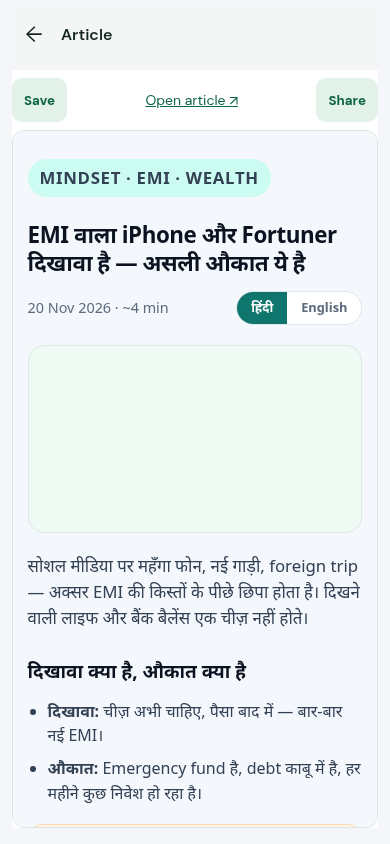 Article
Save
Open article ↗
Share
MINDSET · EMI · WEALTH
EMI वाला iPhone और Fortuner
दिखावा है — असली औकात ये है
20 Nov 2026 · ~4 min
हिंदी
English
सोशल मीडिया पर महँगा फोन, नई गाड़ी, foreign trip
— अक्सर EMI की किस्तों के पीछे छिपा होता है। दिखने
वाली लाइफ और बैंक बैलेंस एक चीज़ नहीं होते।
दिखावा क्या है, औकात क्या है
• दिखावा: चीज़ अभी चाहिए, पैसा बाद में — बार-बार
नई EMI।
• औकात: Emergency fund है, debt काबू में है, हर
महीने कुछ निवेश हो रहा है।